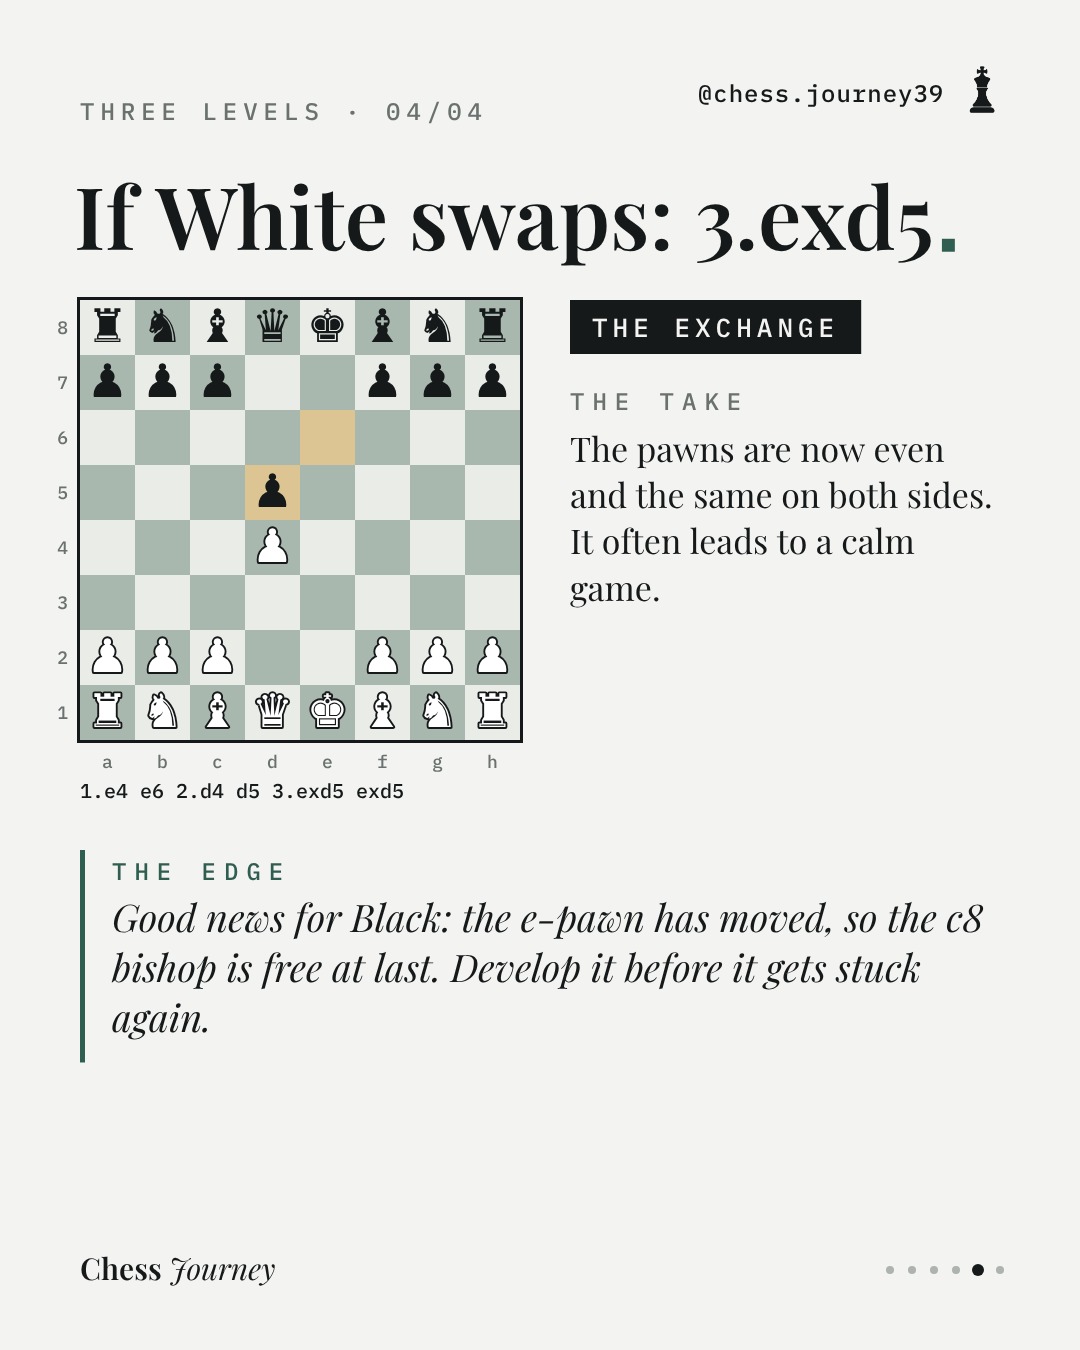 THREE LEVELS · 04/04
@chess.journey39
If White swaps: 3.exd5.
8
7
6
5
4
3
2
1
a b c d e f g h
1.e4 e6 2.d4 d5 3.exd5 exd5
THE EXCHANGE
THE TAKE
The pawns are now even
and the same on both sides.
It often leads to a calm
game.
THE EDGE
Good news for Black: the e-pawn has moved, so the c8
bishop is free at last. Develop it before it gets stuck
again.
Chess Journey